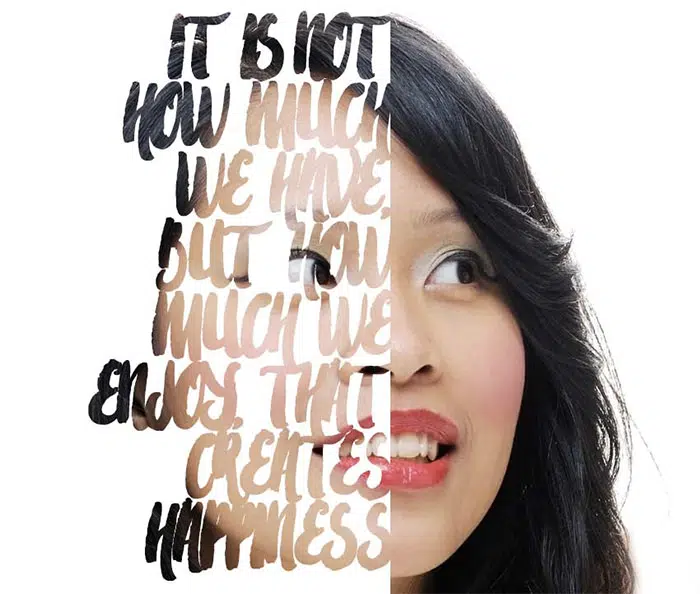 IT IS NOT
HOW MUCH
WE HAVE,
BUT HOW
MUCH WE
ENJOY, THAT
CREATES
HAPPINESS